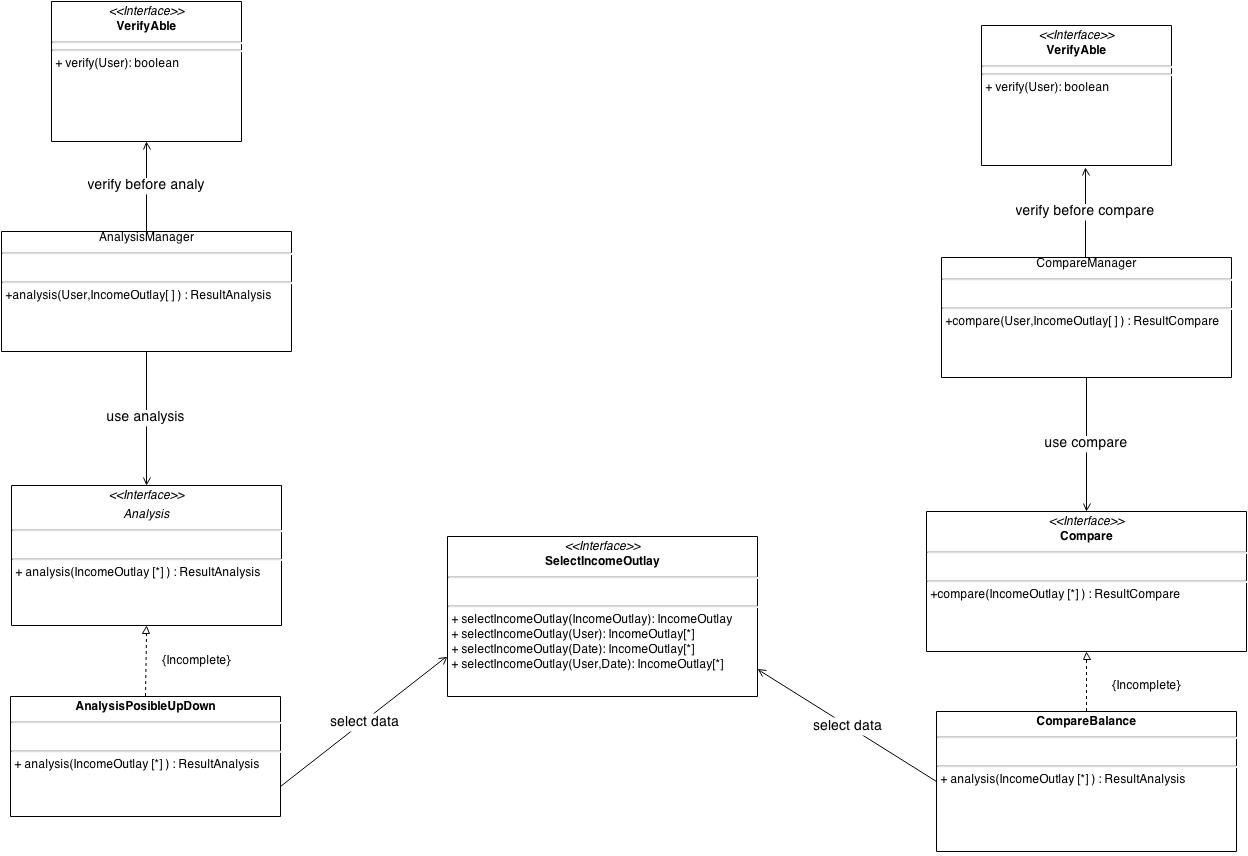 <<Interface>>
VerifyAble
+ verify(User): boolean
verify before analy
AnalysisManager
+analysis(User,IncomeOutlay[ ] ) : ResultAnalysis
use analysis
<<Interface>>
Analysis
+ analysis(IncomeOutlay [*] ) : ResultAnalysis
{Incomplete}
AnalysisPosibleUpDown
+ analysis(IncomeOutlay [*] ) : ResultAnalysis
select data
<<Interface>>
SelectIncomeOutlay
+ selectIncomeOutlay(IncomeOutlay): IncomeOutlay
+ selectIncomeOutlay(User): IncomeOutlay[*]
+ selectIncomeOutlay(Date): IncomeOutlay[*]
+ selectIncomeOutlay(User,Date): IncomeOutlay[*]
select data
<<Interface>>
VerifyAble
+ verify(User): boolean
verify before compare
CompareManager
+compare(User,IncomeOutlay[ ] ) : ResultCompare
use compare
<<Interface>>
Compare
+compare(IncomeOutlay [*] ) : ResultCompare
{Incomplete}
CompareBalance
+ analysis(IncomeOutlay [*] ) : ResultAnalysis